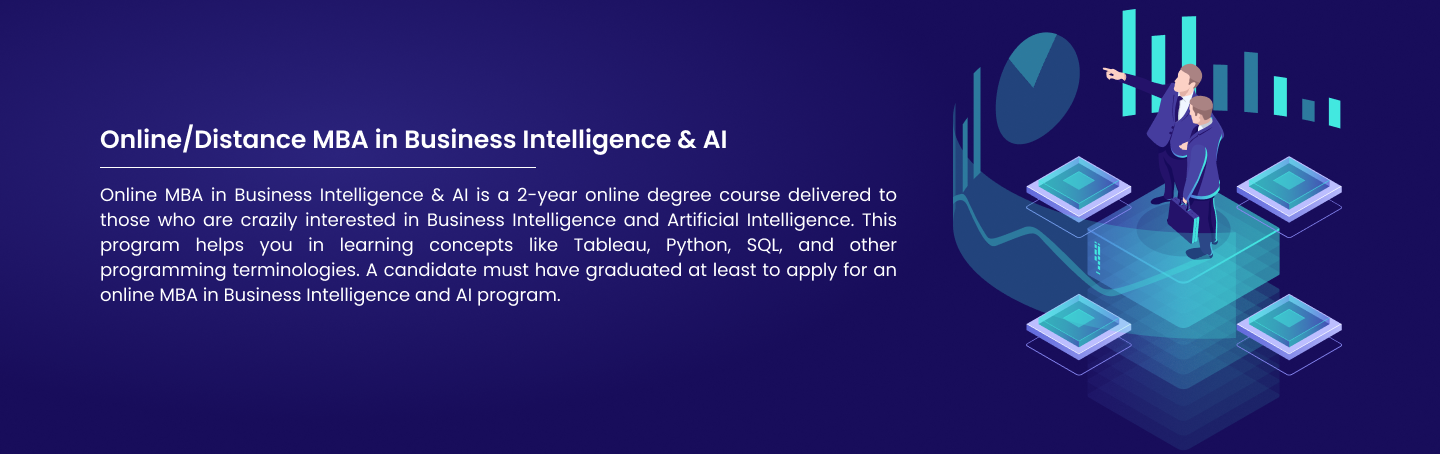 Online/Distance MBA in Business Intelligence & AI
Online MBA in Business Intelligence & AI is a 2-year online degree course delivered to
those who are crazily interested in Business Intelligence and Artificial Intelligence. This
program helps you in learning concepts like Tableau, Python, SQL, and other
programming terminologies. A candidate must have graduated at least to apply for an
online MBA in Business Intelligence and AI program.